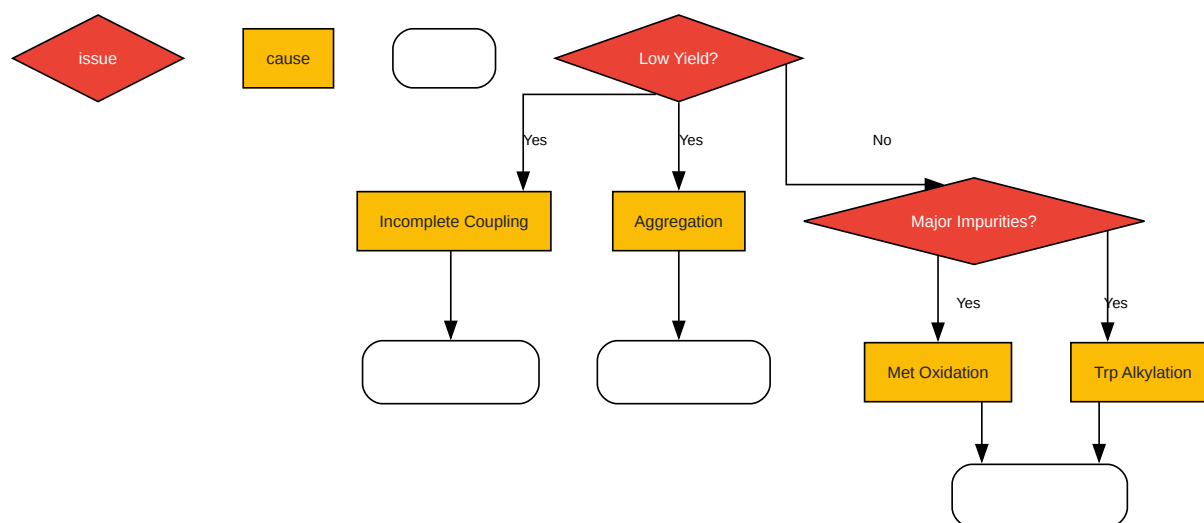 issue
cause
Low Yield?
Yes
Yes
No
Incomplete Coupling
Aggregation
Major Impurities?
Yes
Yes
Met Oxidation
Trp Alkylation